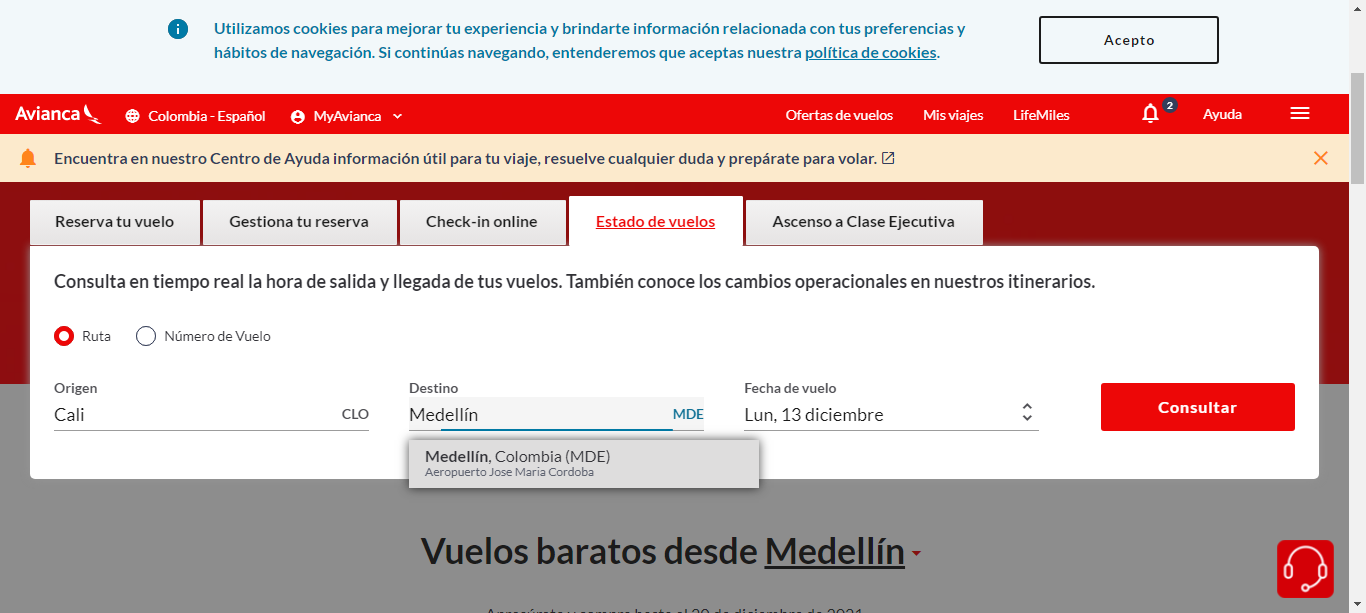 Utilizamos cookies para mejorar tu experiencia y brindarte información relacionada con tus preferencias y
hábitos de navegación. Si continúas navegando, entenderemos que aceptas nuestra política de cookies.
Acepto
Avianca
Colombia - Español
MyAvianca
Ofertas de vuelos
Mis viajes
LifeMiles
2
Ayuda
Encuentra en nuestro Centro de Ayuda información útil para tu viaje, resuelve cualquier duda y prepárate para volar.
Reserva tu vuelo
Gestiona tu reserva
Check-in online
Estado de vuelos
Ascenso a Clase Ejecutiva
Consulta en tiempo real la hora de salida y llegada de tus vuelos. También conoce los cambios operacionales en nuestros itinerarios.
Ruta
Número de Vuelo
Origen
Cali
CLO
Destino
Medellín
MDE
Fecha de vuelo
Lun, 13 diciembre
Consultar
Medellín, Colombia (MDE)
Aeropuerto Jose Maria Cordoba
Vuelos baratos desde Medellín